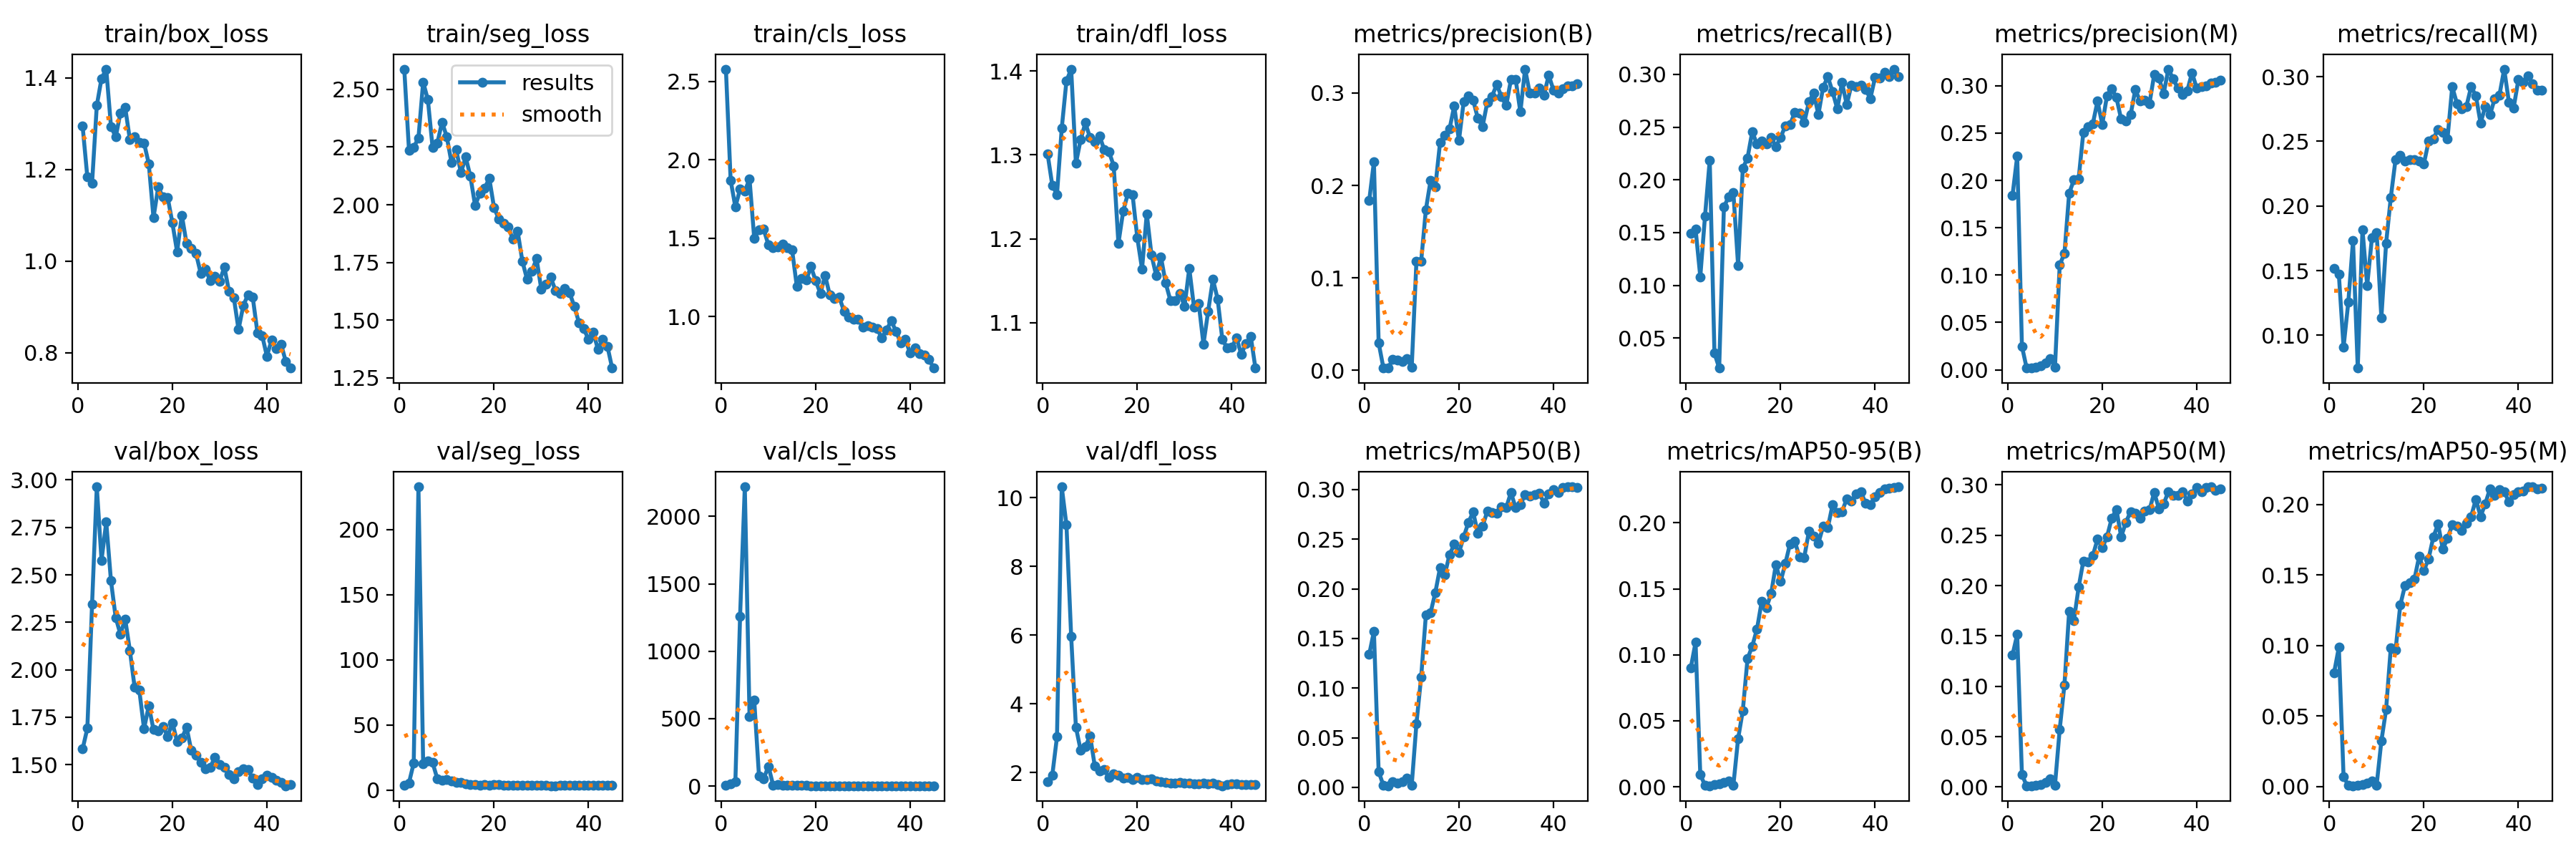 train/box_loss
1.4
1.2
1.0
0.8
0 20 40
train/seg_loss
results
smooth
2.50
2.25
2.00
1.75
1.50
1.25
0 20 40
train/cls_loss
2.5
2.0
1.5
1.0
0 20 40
train/dfl_loss
1.4
1.3
1.2
1.1
0 20 40
metrics/precision(B)
0.3
0.2
0.1
0.0
0 20 40
metrics/recall(B)
0.30
0.25
0.20
0.15
0.10
0.05
0 20 40
metrics/precision(M)
0.30
0.25
0.20
0.15
0.10
0.05
0.00
0 20 40
metrics/recall(M)
0.30
0.25
0.20
0.15
0.10
0 20 40
val/box_loss
3.00
2.75
2.50
2.25
2.00
1.75
1.50
0 20 40
val/seg_loss
200
150
100
50
0
0 20 40
val/cls_loss
2000
1500
1000
500
0
0 20 40
val/dfl_loss
10
8
6
4
2
0 20 40
metrics/mAP50(B)
0.30
0.25
0.20
0.15
0.10
0.05
0.00
0 20 40
metrics/mAP50-95(B)
0.20
0.15
0.10
0.05
0.00
0 20 40
metrics/mAP50(M)
0.30
0.25
0.20
0.15
0.10
0.05
0.00
0 20 40
metrics/mAP50-95(M)
0.20
0.15
0.10
0.05
0.00
0 20 40